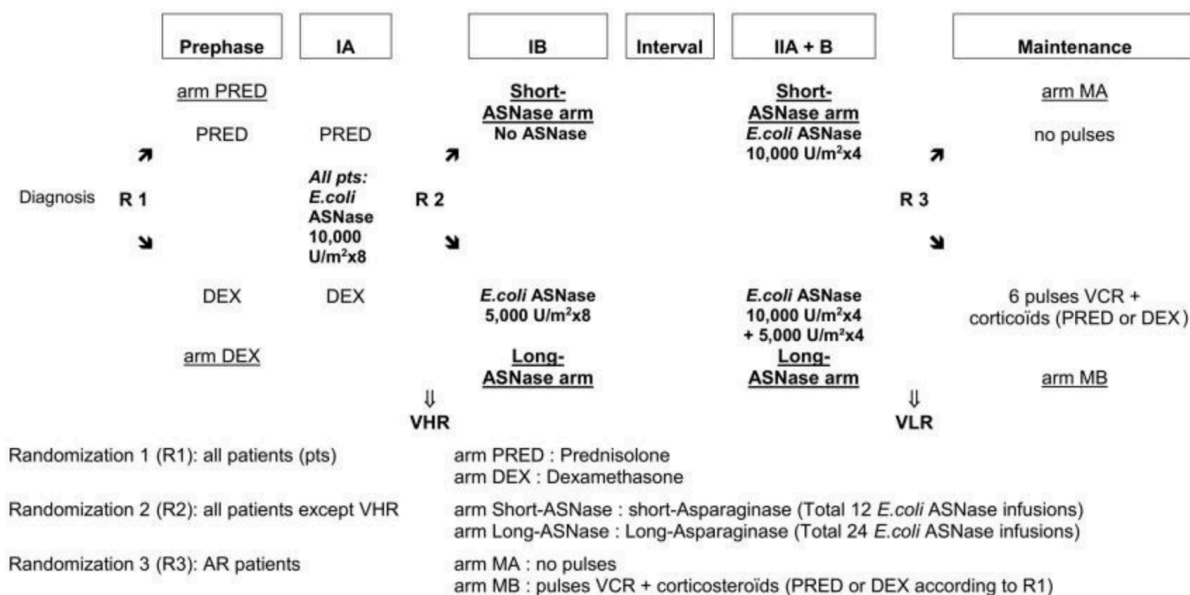 Prephase IA IB Interval IIA + B Maintenance
arm PRED Short- Short- arm MA
ASNase arm ASNase arm
PRED PRED No ASNase E.coli ASNase no pulses
10,000 U/m²x4
All pts:
Diagnosis R 1 E.coli R 2 R 3
ASNase
10,000
U/m²x8
DEX DEX E.coli ASNase E.coli ASNase 6 pulses VCR +
5,000 U/m²x8 10,000 U/m²x4 corticoïds (PRED or DEX)
+ 5,000 U/m²x4
arm DEX Long- Long- arm MB
ASNase arm ASNase arm
VHR VLR
Randomization 1 (R1): all patients (pts) arm PRED : Prednisolone
arm DEX : Dexamethasone
Randomization 2 (R2): all patients except VHR arm Short-ASNase : short-Asparaginase (Total 12 E.coli ASNase infusions)
arm Long-ASNase : Long-Asparaginase (Total 24 E.coli ASNase infusions)
Randomization 3 (R3): AR patients arm MA : no pulses
arm MB : pulses VCR + corticosteroïds (PRED or DEX according to R1)